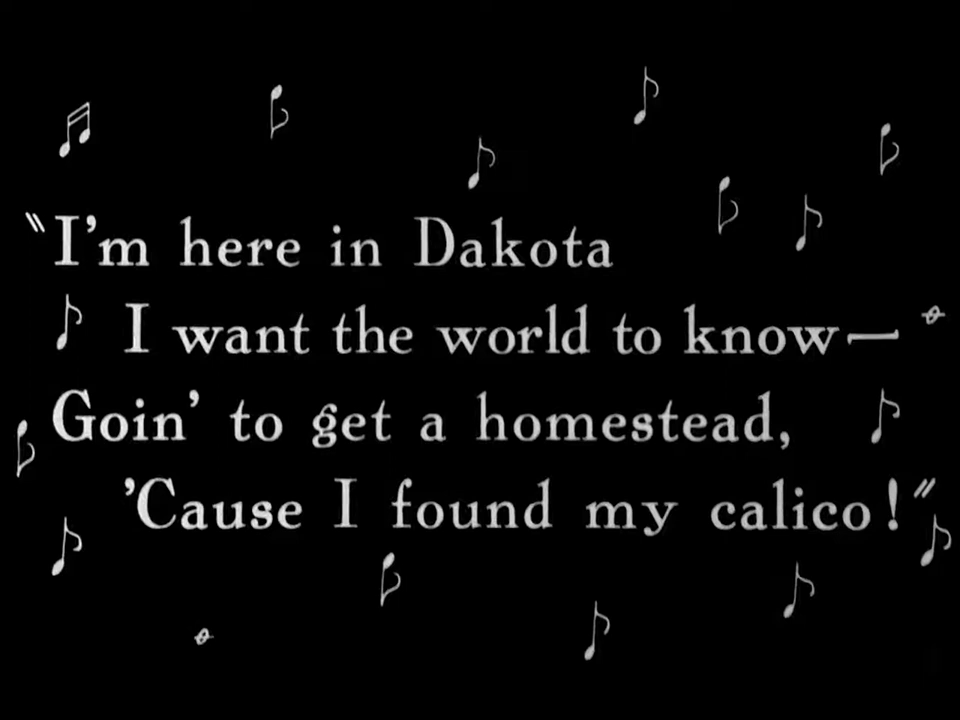 "I'm here in Dakota
I want the world to know—
Goin' to get a homestead,
'Cause I found my calico!"